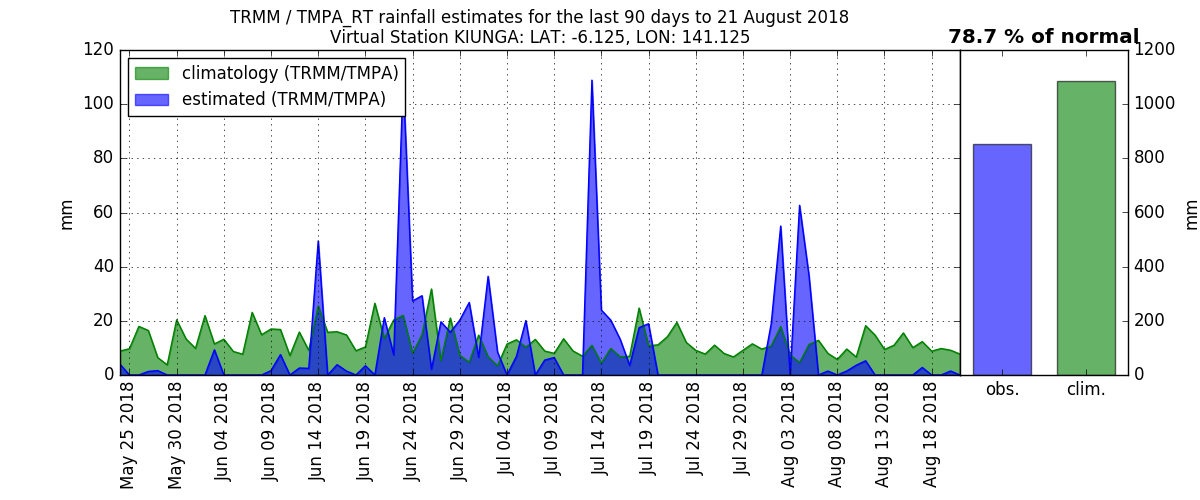 TRMM / TMPA_RT rainfall estimates for the last 90 days to 21 August 2018
Virtual Station KIUNGA: LAT: -6.125, LON: 141.125
78.7 % of normal
climatology (TRMM/TMPA)
estimated (TRMM/TMPA)
120
100
80
60
40
20
0
mm
May 25 2018
May 30 2018
Jun 04 2018
Jun 09 2018
Jun 14 2018
Jun 19 2018
Jun 24 2018
Jun 29 2018
Jul 04 2018
Jul 09 2018
Jul 14 2018
Jul 19 2018
Jul 24 2018
Jul 29 2018
Aug 03 2018
Aug 08 2018
Aug 13 2018
Aug 18 2018
1200
1000
800
600
400
200
0
mm
obs.
clim.